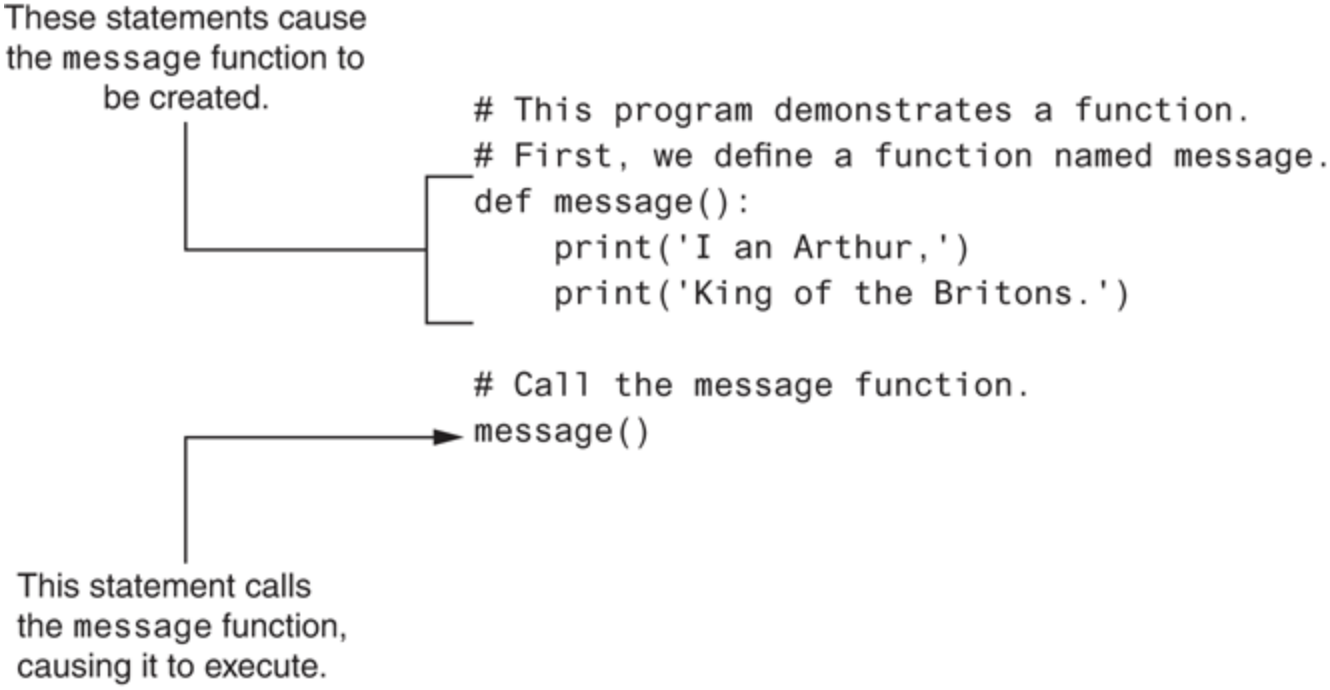 These statements cause
the message function to
be created.
# This program demonstrates a function.
# First, we define a function named message.
def message():
    print('I an Arthur,')
    print('King of the Britons.')
# Call the message function.
message()
This statement calls
the message function,
causing it to execute.